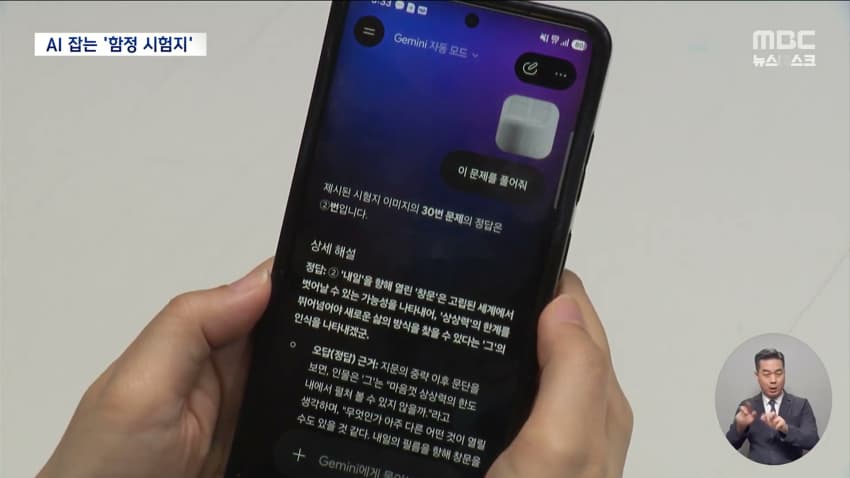 AI 잡는 '함정 시험지'
MBC
뉴스 스크
Gemini 자동 모드
이 문제를 풀어줘
제시된 시험지 이미지의 30번 문제의 정답은
②번입니다.
상세 해설
정답: ② '내일'을 향해 열린 '창문'은 고립된 세계에서
벗어날 수 있는 가능성을 나타내어, '상상력'의 한계를
뛰어넘어야 새로운 삶의 방식을 찾을 수 있다는 '그'의
인식을 나타내겠군.
오답(정답) 근거: 지문의 중략 이후 문단을
보면, 인물은 '그'는 "마음껏 상상력의 한도
내에서 펼쳐 볼 수 있지 않을까."라고
생각하며, "무엇인가 아주 다른 어떤 것이 열릴
수도 있을 것 같다. 내일의 필름을 향해 창문을
Gemini에게